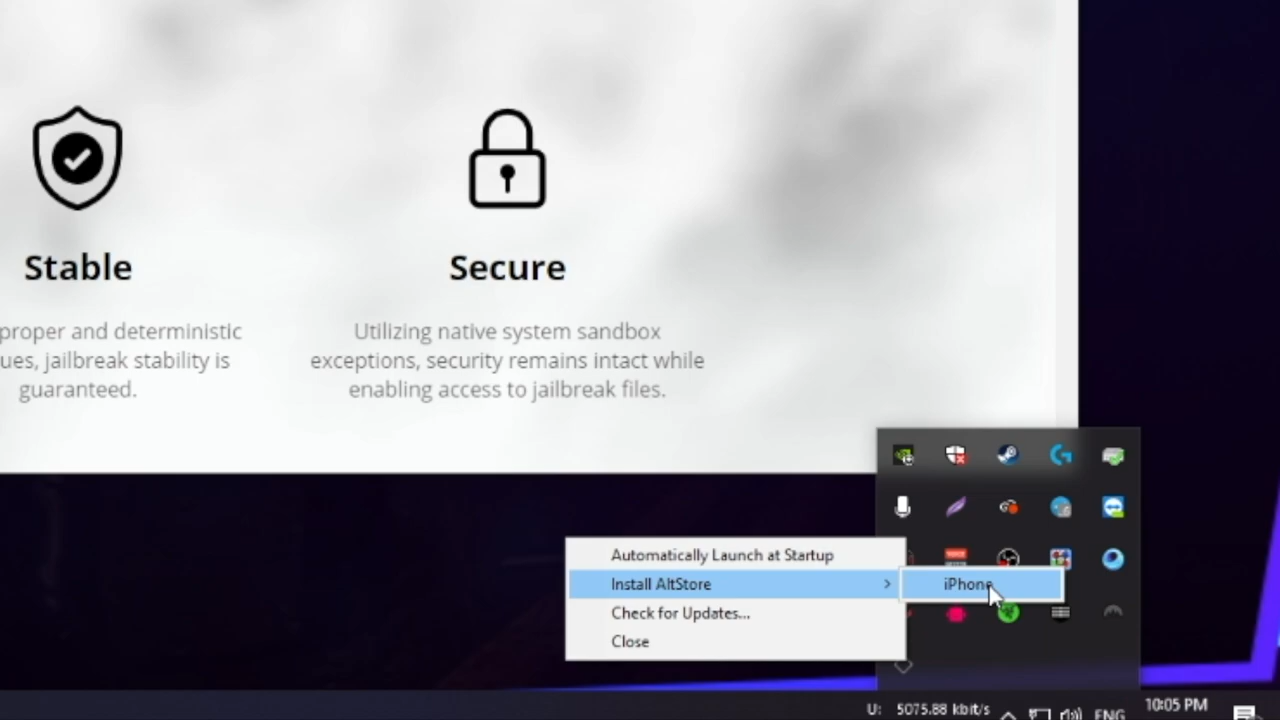 Stable
proper and deterministic
ues, jailbreak stability is
guaranteed.
Secure
Utilizing native system sandbox
exceptions, security remains intact while
enabling access to jailbreak files.
Automatically Launch at Startup
Install AltStore
iPhone
Check for Updates...
Close
U: 5075.88 kbit/s
ENG
10:05 PM